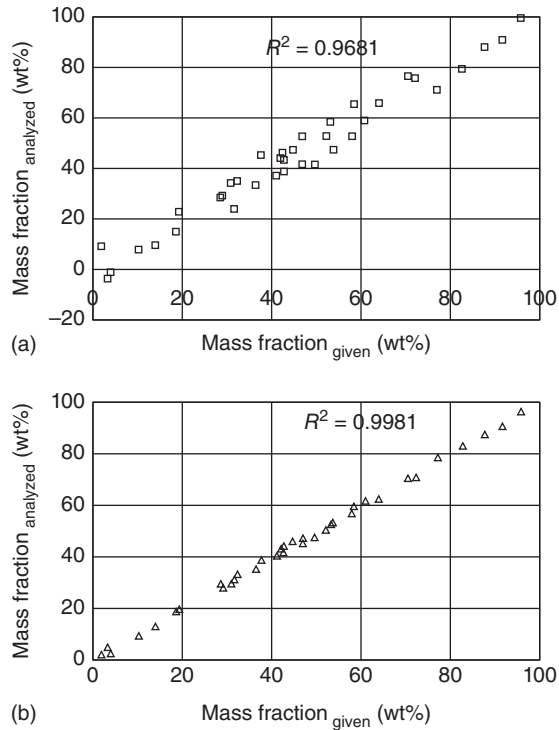 100
80
60
40
20
0
–20
0 20 40 60 80 100
R² = 0.9681
Mass fraction analyzed (wt%)
Mass fraction given (wt%)
(a)
100
80
60
40
20
0
0 20 40 60 80 100
R² = 0.9981
Mass fraction analyzed (wt%)
Mass fraction given (wt%)
(b)